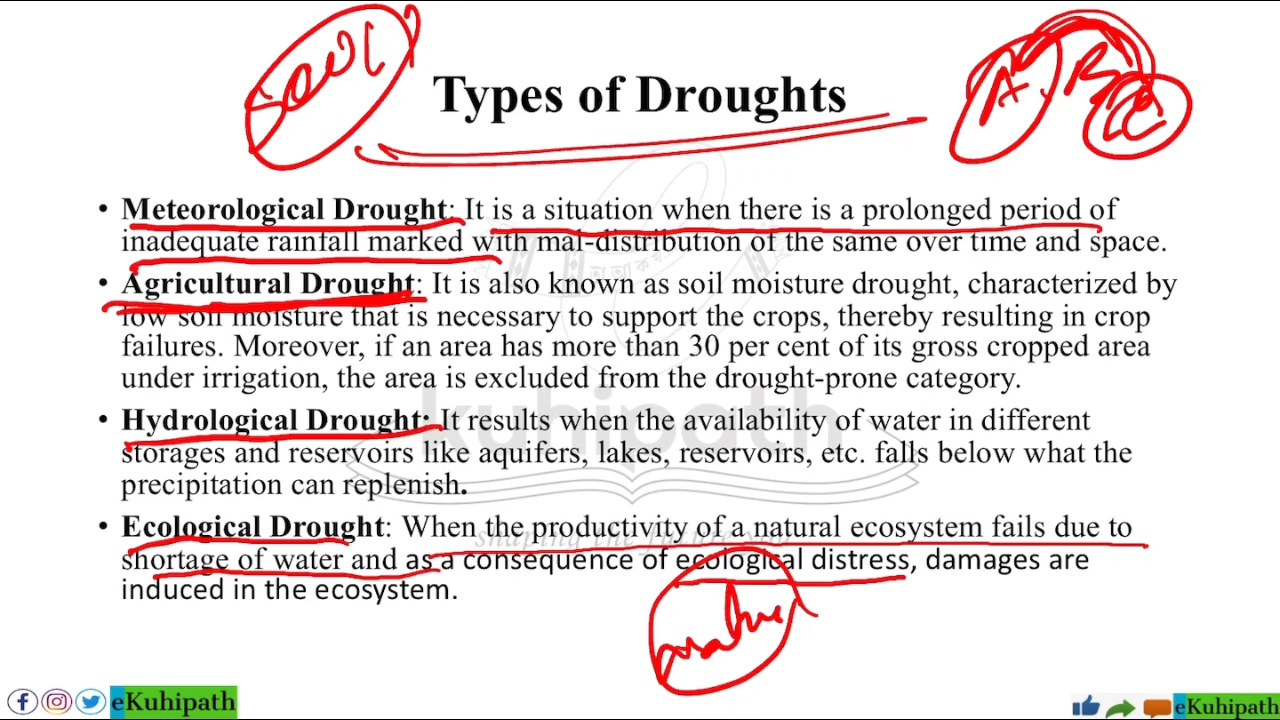 Types of Droughts
A B C
• Meteorological Drought: It is a situation when there is a prolonged period of
inadequate rainfall marked with mal-distribution of the same over time and space.
• Agricultural Drought: It is also known as soil moisture drought, characterized by
low soil moisture that is necessary to support the crops, thereby resulting in crop
failures. Moreover, if an area has more than 30 per cent of its gross cropped area
under irrigation, the area is excluded from the drought-prone category.
• Hydrological Drought: It results when the availability of water in different
storages and reservoirs like aquifers, lakes, reservoirs, etc. falls below what the
precipitation can replenish.
• Ecological Drought: When the productivity of a natural ecosystem fails due to
shortage of water and as a consequence of ecological distress, damages are
induced in the ecosystem.
kuhipath
shaping the future you
eKuhipath
eKuhipath